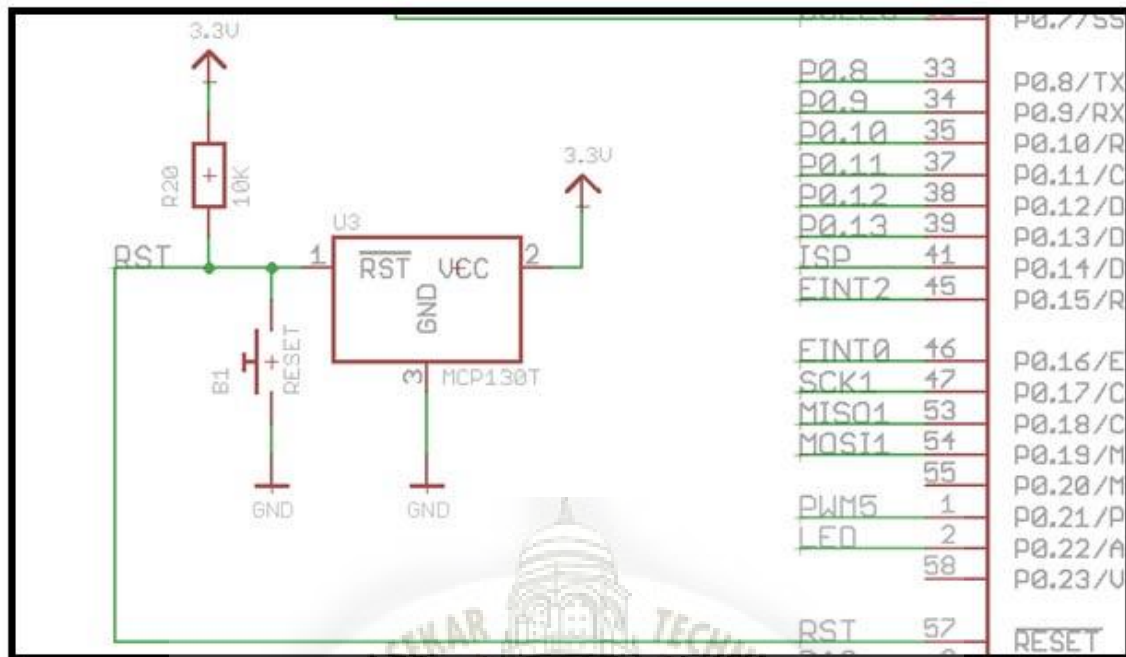 3.3V
R20
10K
RST
U3
1
RST
VCC
2
3.3V
GND
3
MCP130T
B1
RESET
GND
GND
P0.7/SS
P0.8 33 P0.8/TX
P0.9 34 P0.9/RX
P0.10 35 P0.10/R
P0.11 37 P0.11/C
P0.12 38 P0.12/D
P0.13 39 P0.13/D
ISP 41 P0.14/D
EINT2 45 P0.15/R
EINT0 46 P0.16/E
SCK1 47 P0.17/C
MISO1 53 P0.18/C
MOSI1 54 P0.19/M
55 P0.20/M
PWM5 1 P0.21/P
LED 2 P0.22/A
58 P0.23/V
RST 57 RESET
EKAR TECHN